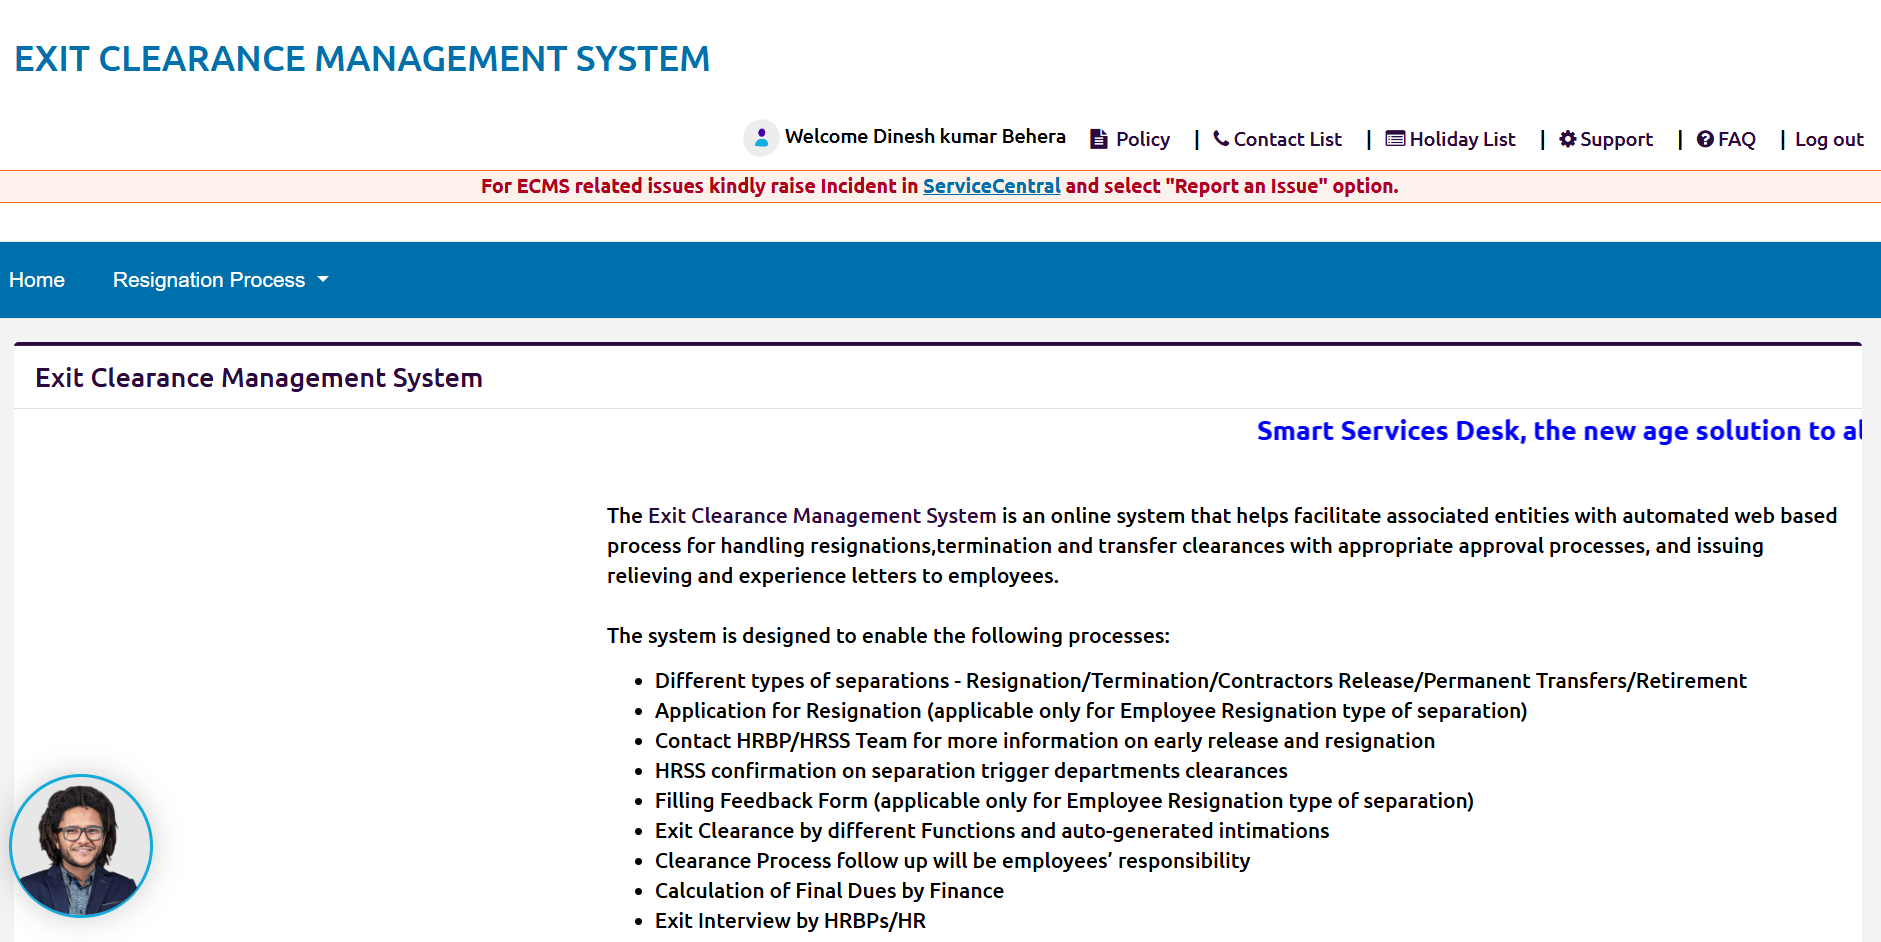 EXIT CLEARANCE MANAGEMENT SYSTEM
Welcome Dinesh kumar Behera Policy | Contact List | Holiday List | Support | FAQ | Log out
For ECMS related issues kindly raise Incident in ServiceCentral and select "Report an Issue" option.
Home Resignation Process
Exit Clearance Management System
Smart Services Desk, the new age solution to
The Exit Clearance Management System is an online system that helps facilitate associated entities with automated web based
process for handling resignations,termination and transfer clearances with appropriate approval processes, and issuing
relieving and experience letters to employees.
The system is designed to enable the following processes:
• Different types of separations - Resignation/Termination/Contractors Release/Permanent Transfers/Retirement
• Application for Resignation (applicable only for Employee Resignation type of separation)
• Contact HRBP/HRSS Team for more information on early release and resignation
• HRSS confirmation on separation trigger departments clearances
• Filling Feedback Form (applicable only for Employee Resignation type of separation)
• Exit Clearance by different Functions and auto-generated intimations
• Clearance Process follow up will be employees’ responsibility
• Calculation of Final Dues by Finance
• Exit Interview by HRBPs/HR